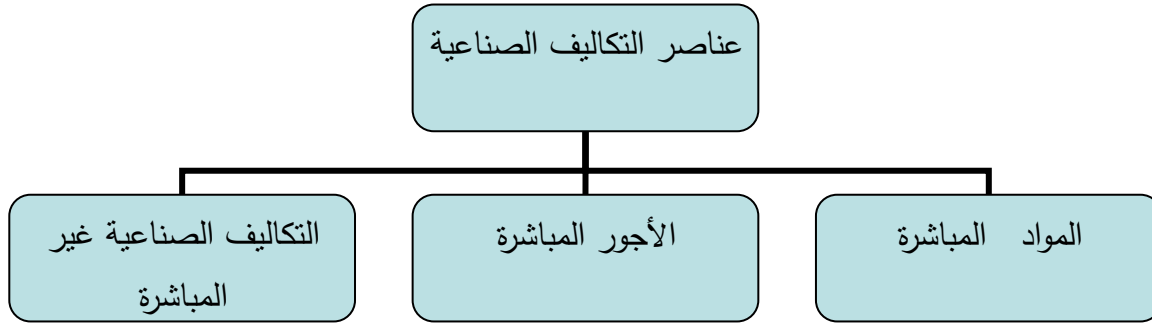 عناصر التكاليف الصناعية
المواد المباشرة
الأجور المباشرة
التكاليف الصناعية غير
المباشرة